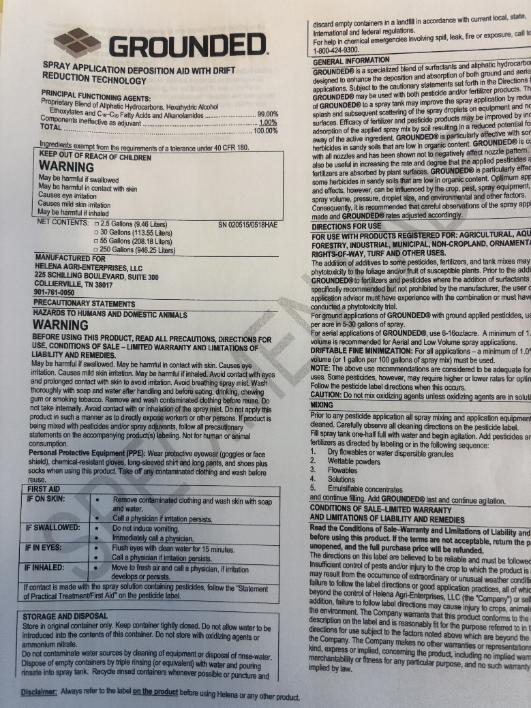 GROUNDED.
SPRAY APPLICATION DEPOSITION AID WITH DRIFT
REDUCTION TECHNOLOGY
PRINCIPAL FUNCTIONING AGENTS:
Proprietary Blend of Aliphatic Hydrocarbons, Hexahydric Alcohol
Ethoxylates and C₁₈-C₂₀ Fatty Acids and Alkanolamides 99.00%
Components ineffective as adjuvant 1.00%
TOTAL 100.00%
Ingredients exempt from the requirements of a tolerance under 40 CFR 180.
KEEP OUT OF REACH OF CHILDREN
WARNING
May be harmful if swallowed
May be harmful in contact with skin
Causes eye irritation
Causes mild skin irritation
May be harmful if inhaled
NET CONTENTS: □ 2.5 Gallons (9.46 Liters) SN 020515/0518HAE
□ 30 Gallons (113.55 Liters)
□ 55 Gallons (208.18 Liters)
□ 250 Gallons (946.25 Liters)
MANUFACTURED FOR
HELENA AGRI-ENTERPRISES, LLC
225 SCHILLING BOULEVARD, SUITE 300
COLLIERVILLE, TN 38017
901-761-0050
PRECAUTIONARY STATEMENTS
HAZARDS TO HUMANS AND DOMESTIC ANIMALS
WARNING
BEFORE USING THIS PRODUCT, READ ALL PRECAUTIONS, DIRECTIONS FOR
USE, CONDITIONS OF SALE – LIMITED WARRANTY AND LIMITATIONS OF
LIABILITY AND REMEDIES.
May be harmful if swallowed. May be harmful in contact with skin. Causes eye
irritation. Causes mild skin irritation. May be harmful if inhaled. Avoid contact with eyes
and prolonged contact with skin to avoid irritation. Avoid breathing spray mist. Wash
thoroughly with soap and water after handling and before eating, drinking, chewing
gum or smoking tobacco. Remove and wash contaminated clothing before reuse. Do
not take internally. Avoid contact with or inhalation of the spray mist. Do not apply this
product in such a manner as to directly expose workers or other persons. If product is
being mixed with pesticides and/or spray adjuvants, follow all precautionary
statements on the accompanying product(s) labeling. Not for human or animal
consumption.
Personal Protective Equipment (PPE): Wear protective eyewear (goggles or face
shield), chemical-resistant gloves, long-sleeved shirt and long pants, and shoes plus
socks when using this product. Take off any contaminated clothing and wash before
reuse.
FIRST AID
IF ON SKIN: • Remove contaminated clothing and wash skin with soap
and water.
• Call a physician if irritation persists.
IF SWALLOWED: • Do not induce vomiting.
• Immediately call a physician.
IF IN EYES: • Flush eyes with clean water for 15 minutes.
• Call a physician if irritation persists.
IF INHALED: • Move to fresh air and call a physician, if irritation
develops or persists.
If contact is made with the spray solution containing pesticides, follow the "Statement
of Practical Treatment/First Aid" on the pesticide label.
STORAGE AND DISPOSAL
Store in original container only. Keep container tightly closed. Do not allow water to be
introduced into the contents of this container. Do not store with oxidizing agents or
ammonium nitrate.
Do not contaminate water sources by cleaning of equipment or disposal of rinse-water.
Dispose of empty containers by triple rinsing (or equivalent) with water and pouring
rinsate into spray tank. Recycle rinsed containers whenever possible or puncture and
discard empty containers in a landfill in accordance with current local, state,
international and federal regulations.
For help in chemical emergencies involving spill, leak, fire or exposure, call to
1-800-424-9300.
GENERAL INFORMATION
GROUNDED® is a specialized blend of surfactants and aliphatic hydrocarbo
designed to enhance the deposition and absorption of both ground and aeria
applications. Subject to the cautionary statements set forth in the Directions
GROUNDED® may be used with both pesticide and/or fertilizer products. Th
of GROUNDED® to a spray tank may improve the spray application by reduc
splash and subsequent scattering of the spray droplets on equipment and no
surfaces. Efficacy of fertilizer and pesticide products may be improved by inc
adsorption of the applied spray mix by soil resulting in a reduced potential fo
away of the active ingredient. GROUNDED® is particularly effective with som
herbicides in sandy soils that are low in organic content. GROUNDED® is co
with all nozzles and has been shown not to negatively affect nozzle pattern.
also be useful in increasing the rate and degree that the applied pesticides a
fertilizers are absorbed by plant surfaces. GROUNDED® is particularly effec
some herbicides in sandy soils that are low in organic content. Optimum app
and effects, however, can be influenced by the crop, pest, spray equipment,
spray volume, pressure, droplet size, and environmental and other factors.
Consequently, it is recommended that careful observations of the spray app
made and GROUNDED® rates adjusted accordingly.
DIRECTIONS FOR USE
FOR USE WITH PRODUCTS REGISTERED FOR: AGRICULTURAL, AQU
FORESTRY, INDUSTRIAL, MUNICIPAL, NON-CROPLAND, ORNAMENTA
RIGHTS-OF-WAY, TURF AND OTHER USES.
The addition of additives to some pesticides, fertilizers, and tank mixes may
phytotoxicity to the foliage and/or fruit of susceptible plants. Prior to the addi
GROUNDED® to fertilizers and pesticides where the addition of surfactants
specifically recommended but not prohibited by the manufacturer, the user o
application advisor must have experience with the combination or must have
conducted a phytotoxicity trial.
For ground applications of GROUNDED® with ground applied pesticides, us
per acre in 5-30 gallons of spray.
For aerial applications of GROUNDED®, use 6-16oz/acre. A minimum of 1.
volume is recommended for Aerial and Low Volume spray applications.
DRIFTABLE FINE MINIMIZATION: For all applications – a minimum of 1.0%
volume (or 1 gallon per 100 gallons of spray mix) must be used.
NOTE: The above use recommendations are considered to be adequate for
uses. Some pesticides, however, may require higher or lower rates for optim
Follow the pesticide label directions when this occurs.
CAUTION: Do not mix oxidizing agents unless oxidizing agents are in soluti
MIXING
Prior to any pesticide application all spray mixing and application equipment
cleaned. Carefully observe all cleaning directions on the pesticide label.
Fill spray tank one-half full with water and begin agitation. Add pesticides an
fertilizers as directed by labeling or in the following sequence:
1. Dry flowables or water dispersible granules
2. Wettable powders
3. Flowables
4. Solutions
5. Emulsifiable concentrates
and continue filling. Add GROUNDED® last and continue agitation.
CONDITIONS OF SALE–LIMITED WARRANTY
AND LIMITATIONS OF LIABILITY AND REMEDIES
Read the Conditions of Sale–Warranty and Limitations of Liability and
before using this product. If the terms are not acceptable, return the p
unopened, and the full purchase price will be refunded.
The directions on this label are believed to be reliable and must be followed
Insufficient control of pests and/or injury to the crop to which the product is a
may result from the occurrence of extraordinary or unusual weather conditio
failure to follow the label directions or good application practices, all of which
beyond the control of Helena Agri-Enterprises, LLC (the "Company") or sell
addition, failure to follow label directions may cause injury to crops, animals
the environment. The Company warrants that this product conforms to the
description on the label and is reasonably fit for the purpose referred to in t
directions for use subject to the factors noted above which are beyond the
the Company. The Company makes no other warranties or representations
kind, express or implied, concerning the product, including no implied warr
merchantability or fitness for any particular purpose, and no such warranty
implied by law.
Disclaimer: Always refer to the label on the product before using Helena or any other product.
SPECIMEN